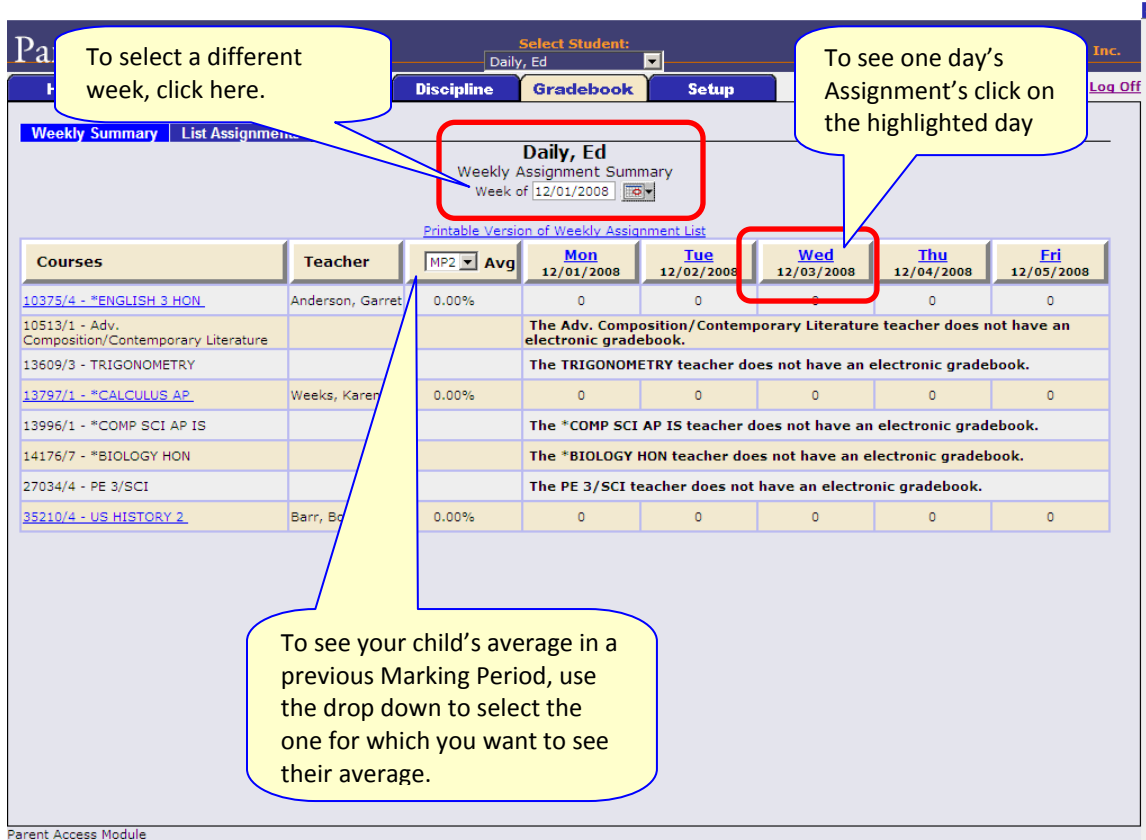 Pa
Select Student:
Inc.
Daily, Ed
To select a different
week, click here.
To see one day’s
Assignment’s click on
the highlighted day
H
Discipline
Gradebook
Setup
Log Off
Weekly Summary
List Assignmen
Daily, Ed
Weekly Assignment Summary
Week of 12/01/2008
Printable Version of Weekly Assignment List
Courses
Teacher
MP2 Avg
Mon
12/01/2008
Tue
12/02/2008
Wed
12/03/2008
Thu
12/04/2008
Fri
12/05/2008
10375/4 - *ENGLISH 3 HON Anderson, Garret 0.00% 0 0 0 0 0
10513/1 - Adv.
Composition/Contemporary Literature
The Adv. Composition/Contemporary Literature teacher does not have an
electronic gradebook.
13609/3 - TRIGONOMETRY The TRIGONOMETRY teacher does not have an electronic gradebook.
13797/1 - *CALCULUS AP Weeks, Karen 0.00% 0 0 0 0 0
13996/1 - *COMP SCI AP IS The *COMP SCI AP IS teacher does not have an electronic gradebook.
14176/7 - *BIOLOGY HON The *BIOLOGY HON teacher does not have an electronic gradebook.
27034/4 - PE 3/SCI The PE 3/SCI teacher does not have an electronic gradebook.
35210/4 - US HISTORY 2 Barr, Bo 0.00% 0 0 0 0 0
To see your child’s average in a
previous Marking Period, use
the drop down to select the
one for which you want to see
their average.
Parent Access Module